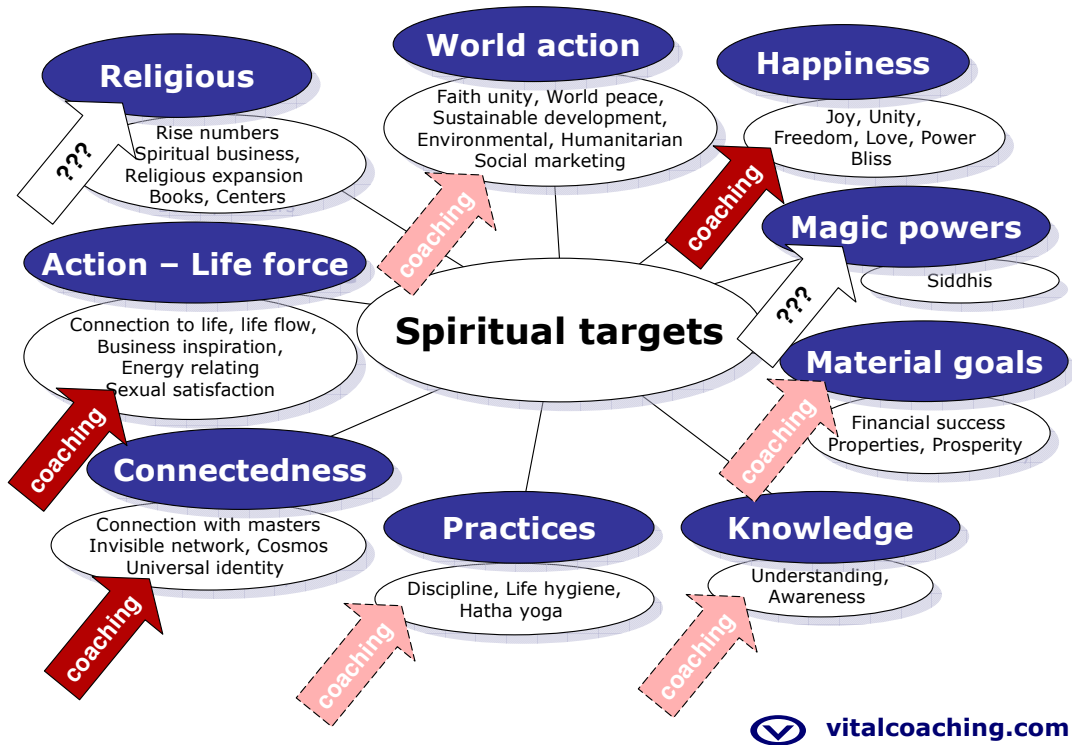 Religious
???
Rise numbers
Spiritual business,
Religious expansion
Books, Centers
World action
Faith unity, World peace,
Sustainable development,
Environmental, Humanitarian
Social marketing
coaching
Happiness
Joy, Unity,
Freedom, Love, Power
Bliss
coaching
Magic powers
Siddhis
???
Action – Life force
Connection to life, life flow,
Business inspiration,
Energy relating
Sexual satisfaction
coaching
Spiritual targets
Material goals
Financial success
Properties, Prosperity
coaching
Connectedness
Connection with masters
Invisible network, Cosmos
Universal identity
coaching
Practices
Discipline, Life hygiene,
Hatha yoga
coaching
Knowledge
Understanding,
Awareness
coaching
vitalcoaching.com